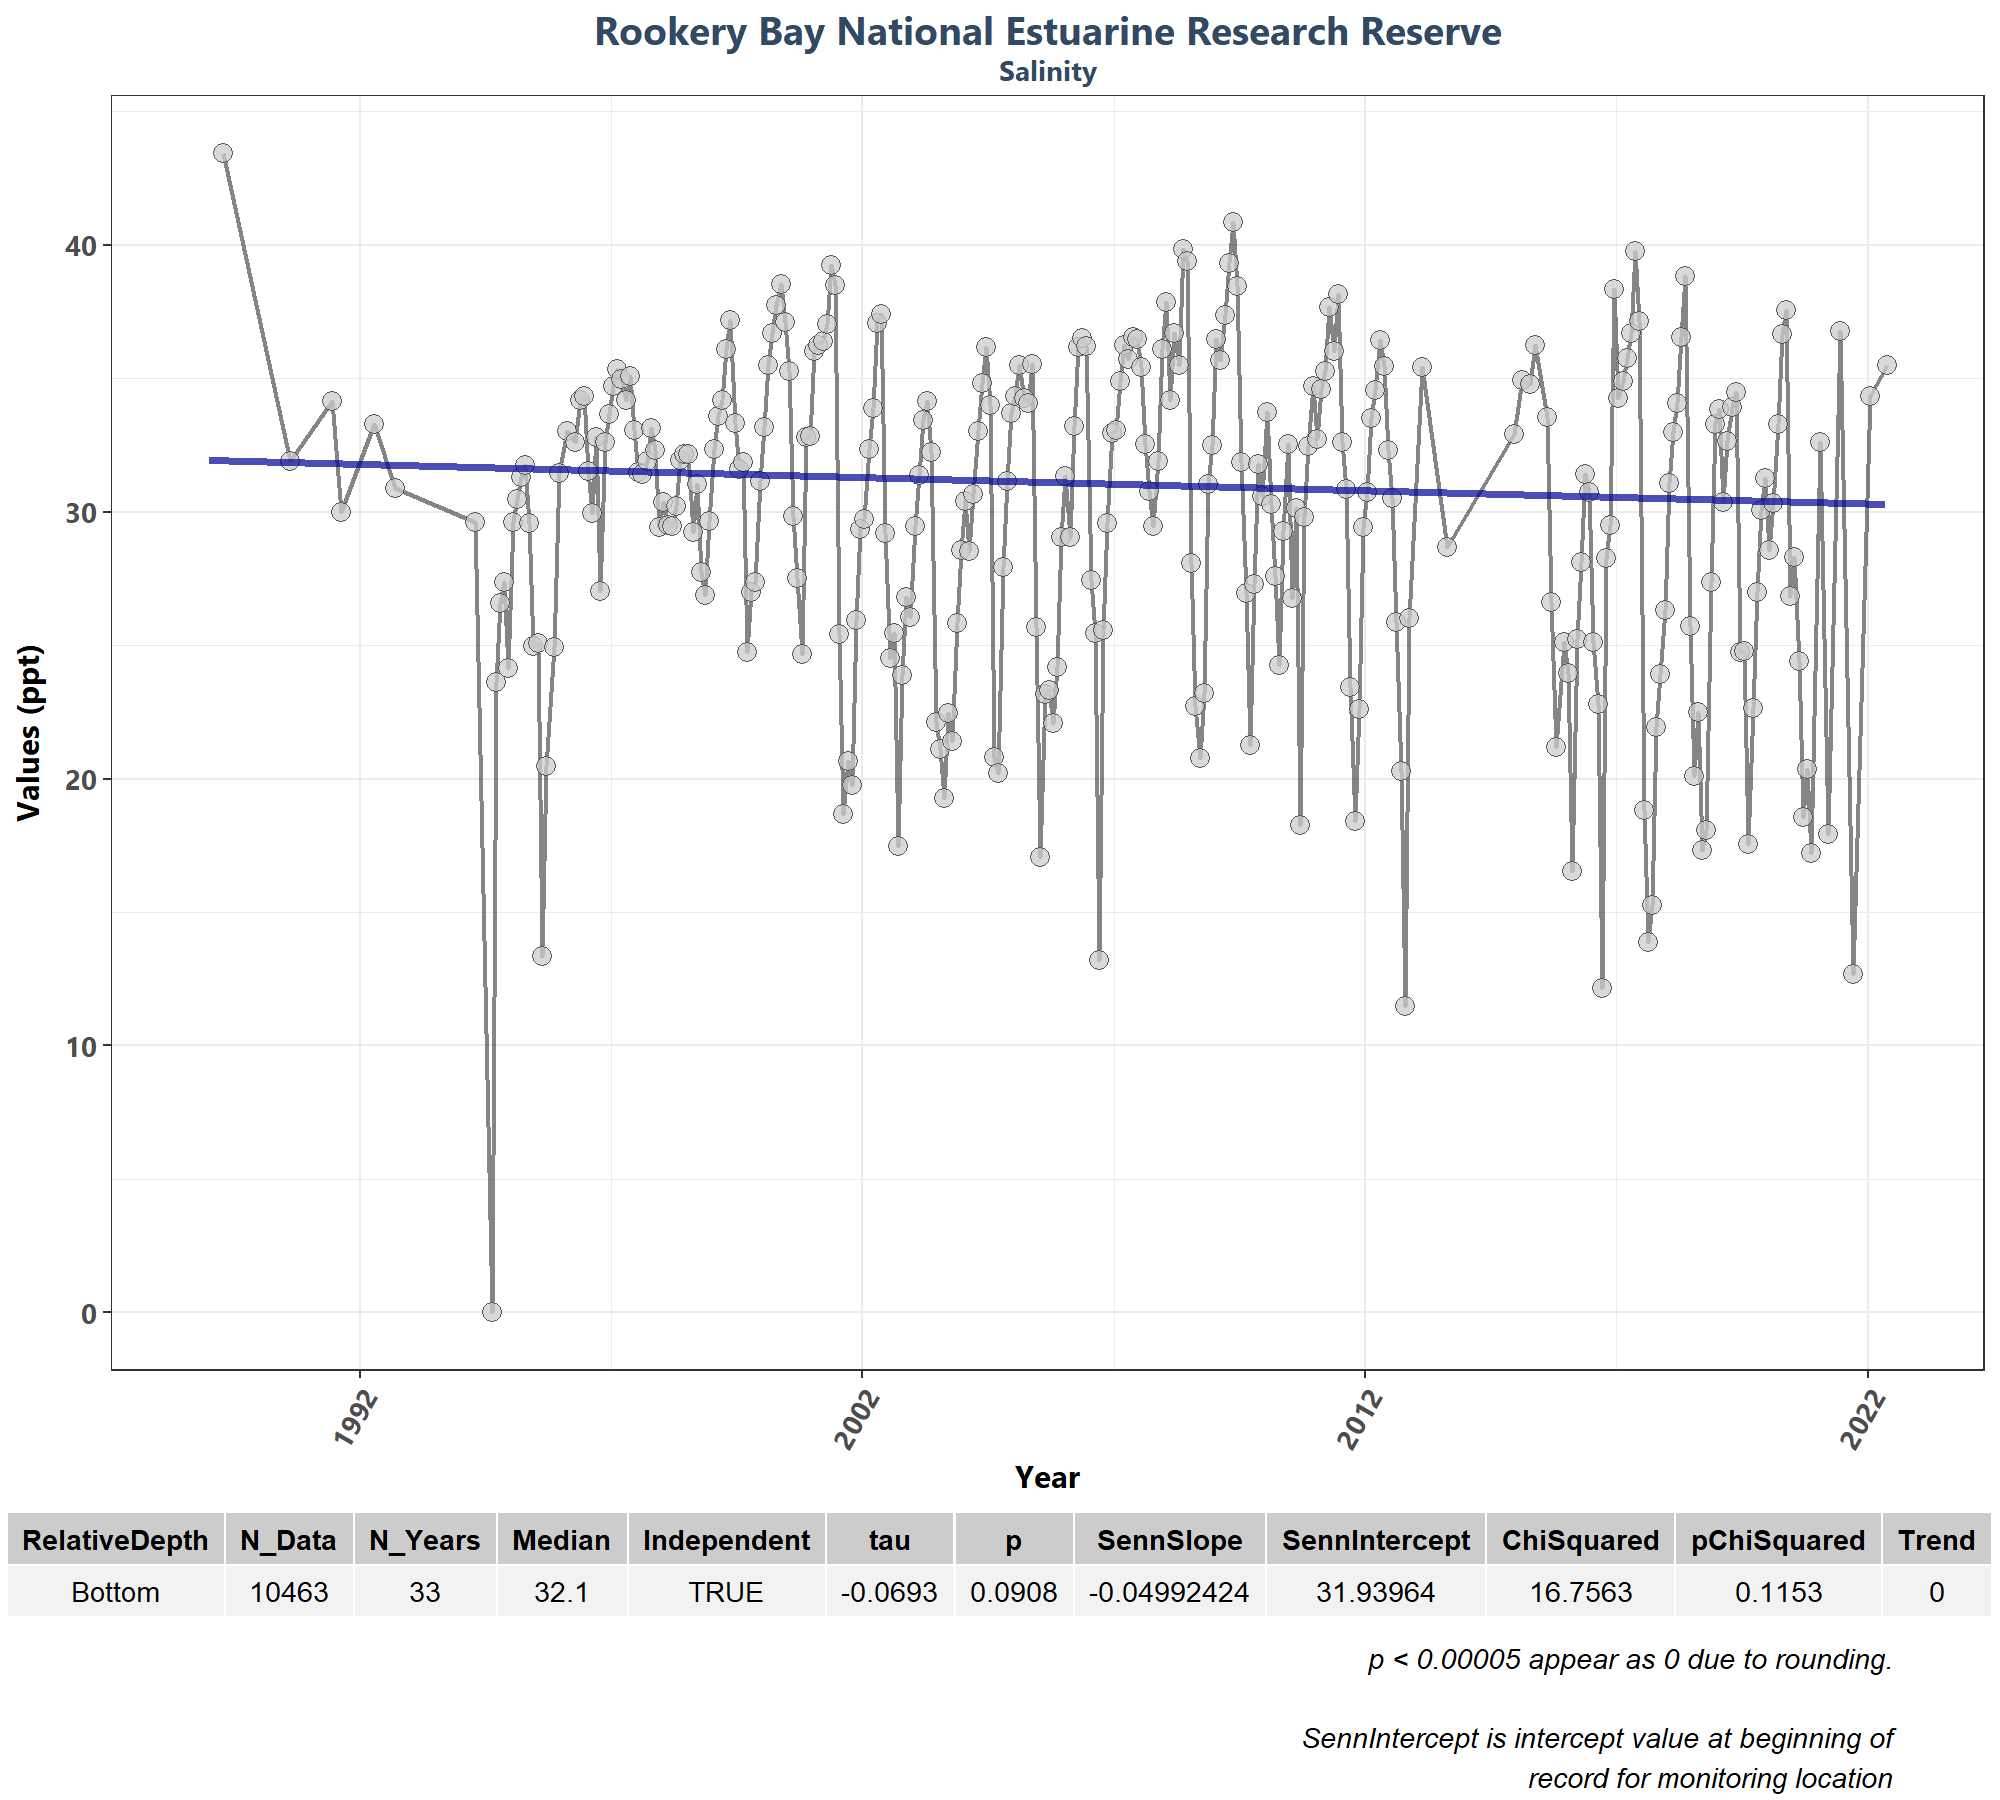 Rookery Bay National Estuarine Research Reserve
Salinity
Values (ppt)
40
30
20
10
0
1992 2002 2012 2022
Year
RelativeDepth N_Data N_Years Median Independent tau p SennSlope SennIntercept ChiSquared pChiSquared Trend
Bottom 10463 33 32.1 TRUE -0.0693 0.0908 -0.04992424 31.93964 16.7563 0.1153 0
p < 0.00005 appear as 0 due to rounding.
SennIntercept is intercept value at beginning of
record for monitoring location